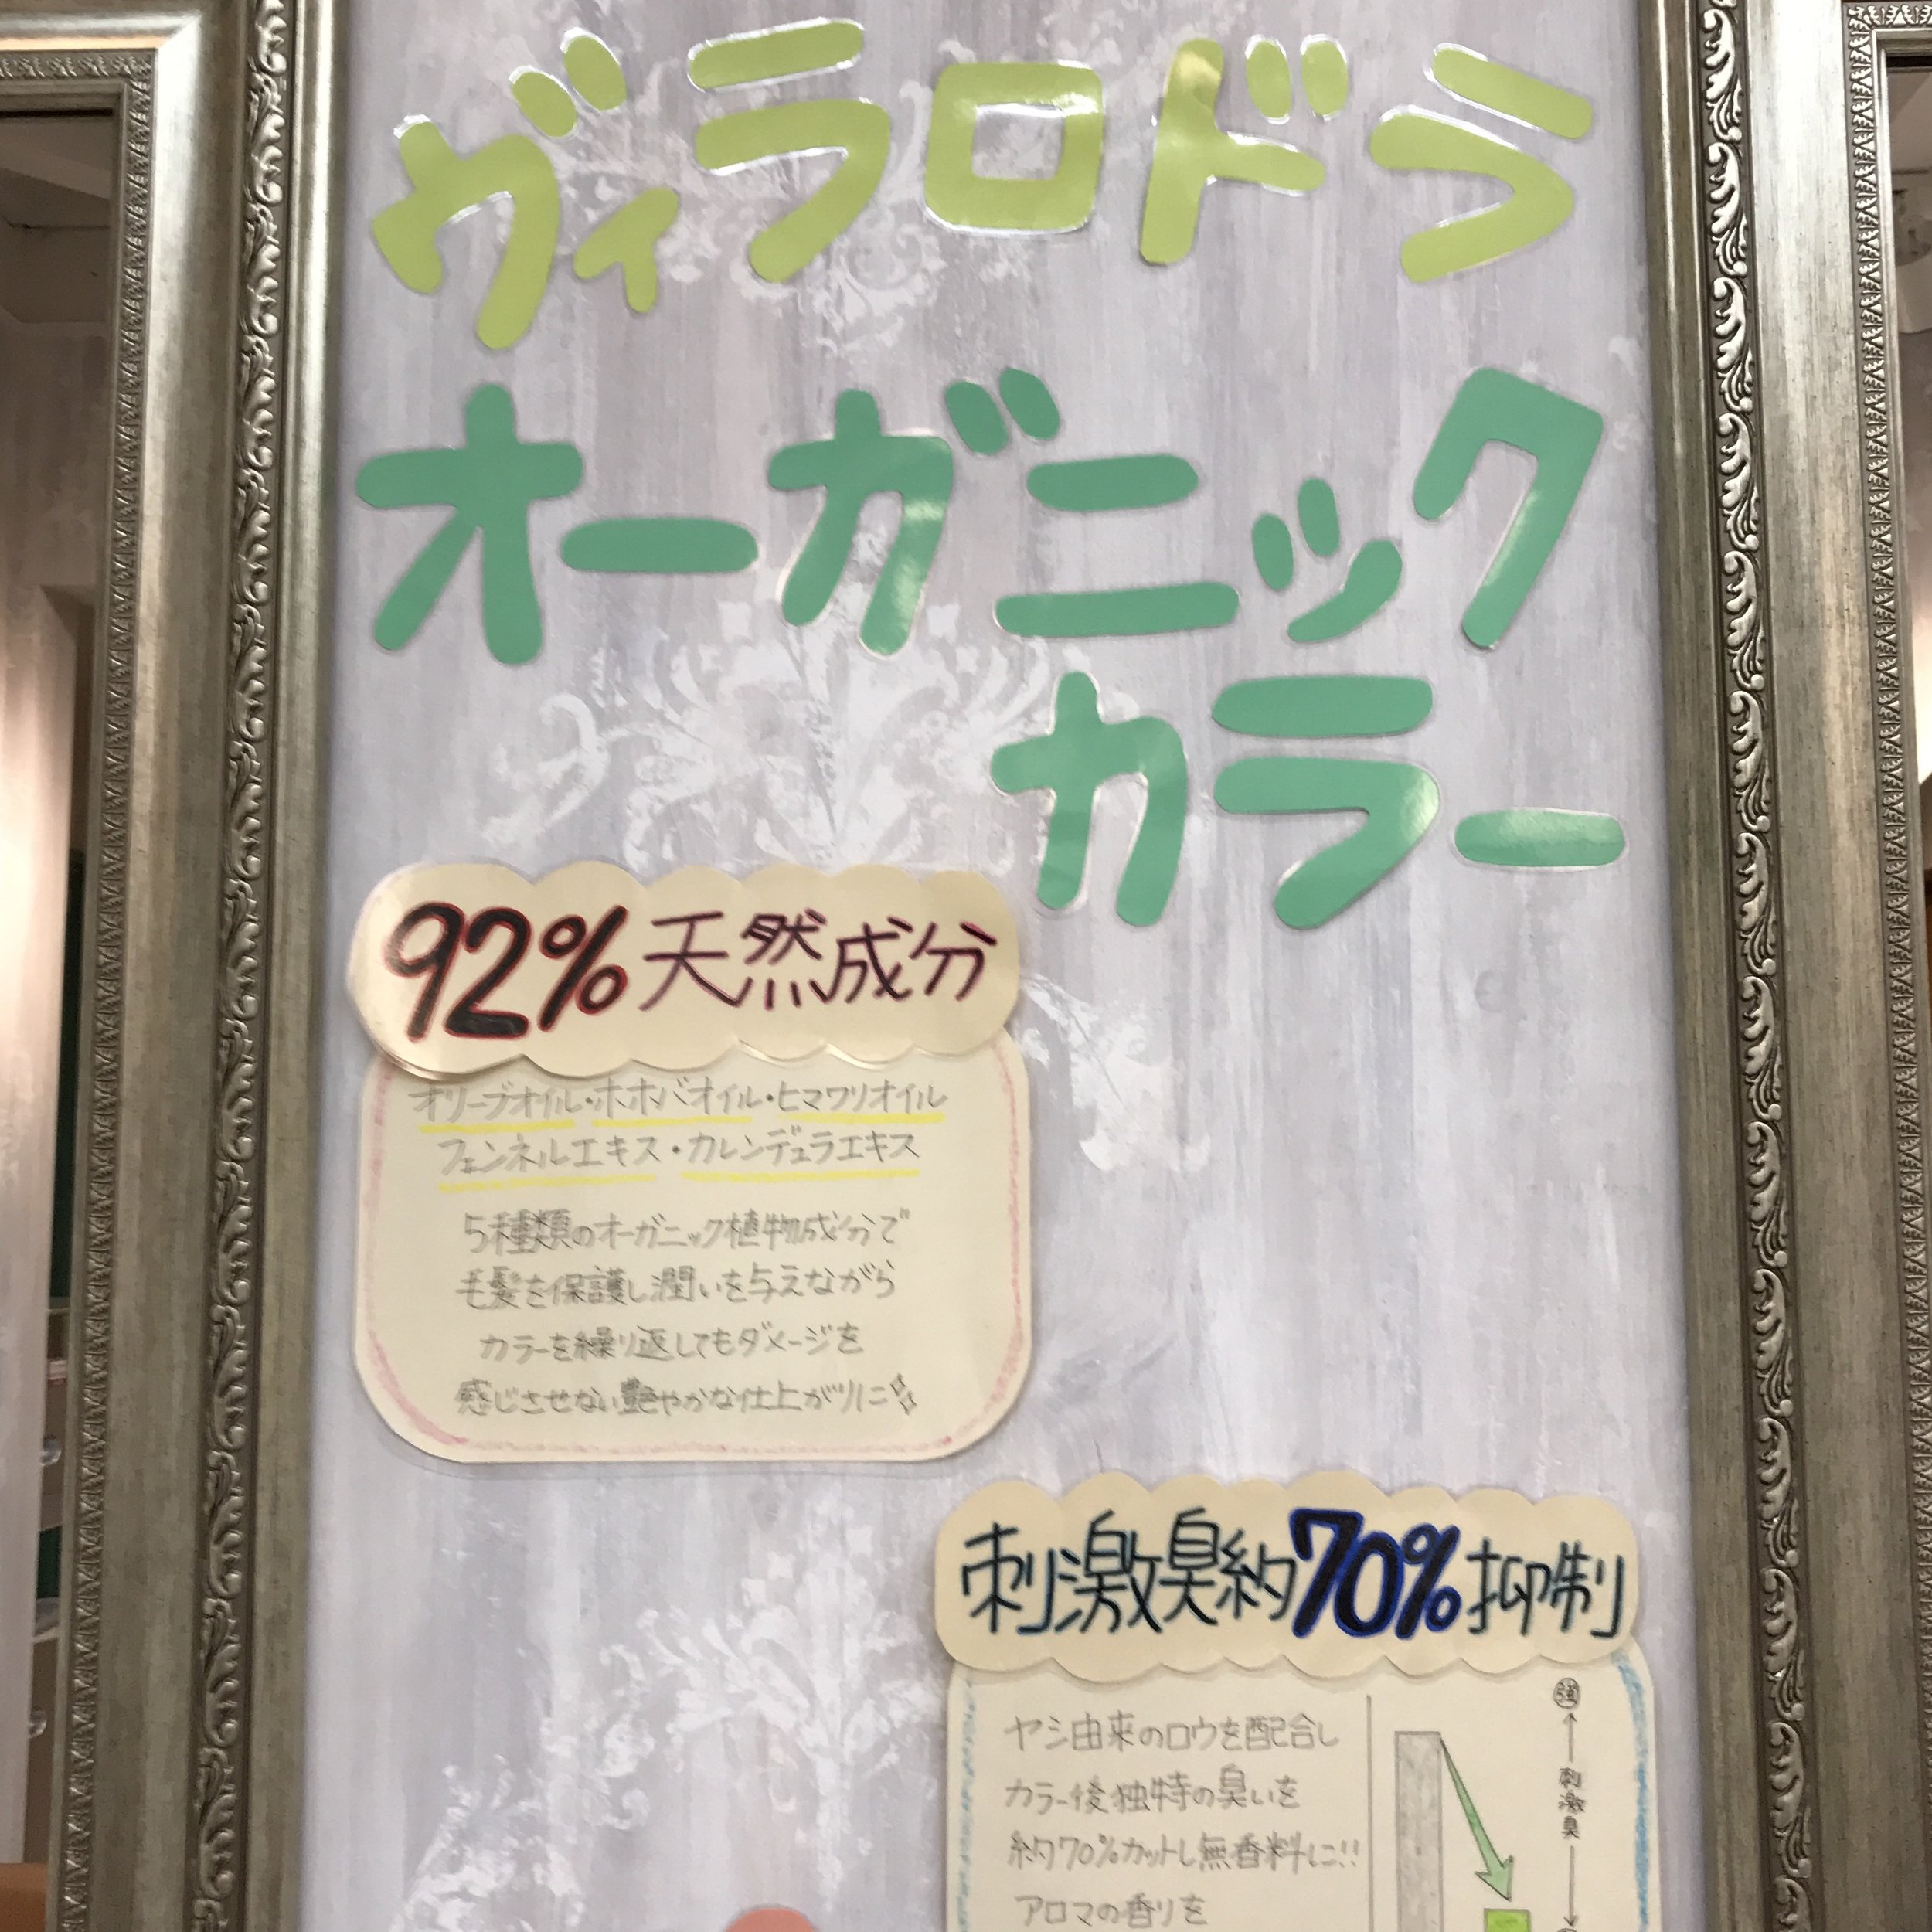 ヴィラロドラ
オーガニック
カラー
92%天然成分
オリーブオイル・ホホバオイル・ヒマワリオイル
フェンネルエキス・カレンデュラエキス
5種類のオーガニック植物成分で
毛髪を保護し潤いを与えながら
カラーを繰り返してもダメージを
感じさせない艶やかな仕上がりに
刺激臭約70%抑制
ヤシ由来のロウを配合し
カラー後独特の臭いを
約70%カットし無香料に!!
アロマの香りを
強
刺激臭